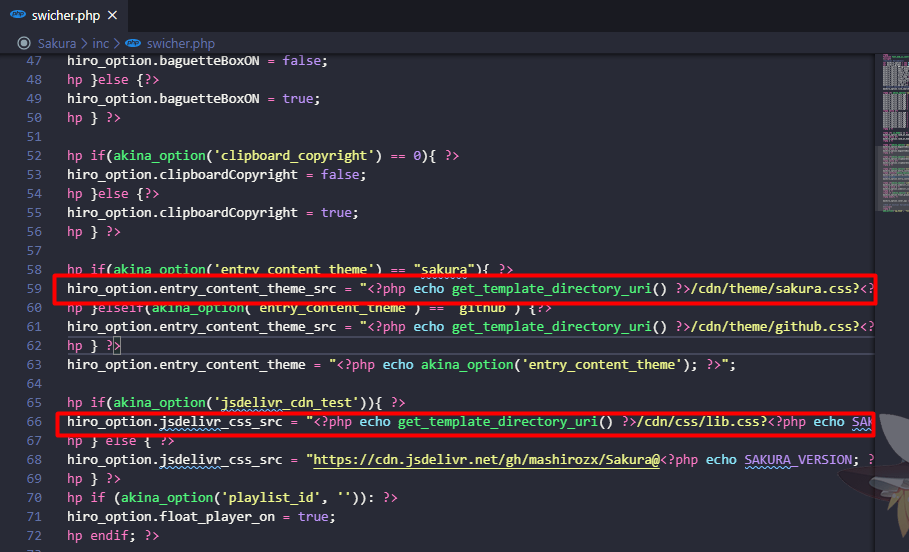 php swicher.php ×
Sakura > inc > php swicher.php
47 hiro_option.baguetteBoxON = false;
48 hp }else {?>
49 hiro_option.baguetteBoxON = true;
50 hp } ?>
51
52 hp if(akina_option('clipboard_copyright') == 0){ ?>
53 hiro_option.clipboardCopyright = false;
54 hp }else {?>
55 hiro_option.clipboardCopyright = true;
56 hp } ?>
57
58 hp if(akina_option('entry_content_theme') == "sakura"){ ?>
59 hiro_option.entry_content_theme_src = "<?php echo get_template_directory_uri() ?>/cdn/theme/sakura.css?<?
60 hp }elseif(akina_option('entry_content_theme') == "github") {?>
61 hiro_option.entry_content_theme_src = "<?php echo get_template_directory_uri() ?>/cdn/theme/github.css?<?
62 hp } ?>
63 hiro_option.entry_content_theme = "<?php echo akina_option('entry_content_theme'); ?>";
64
65 hp if(akina_option('jsdelivr_cdn_test')){ ?>
66 hiro_option.jsdelivr_css_src = "<?php echo get_template_directory_uri() ?>/cdn/css/lib.css?<?php echo SAK
67 hp } else { ?>
68 hiro_option.jsdelivr_css_src = "https://cdn.jsdelivr.net/gh/mashirozx/Sakura@<?php echo SAKURA_VERSION; ?
69 hp } ?>
70 hp if (akina_option('playlist_id', '')): ?>
71 hiro_option.float_player_on = true;
72 hp endif; ?>